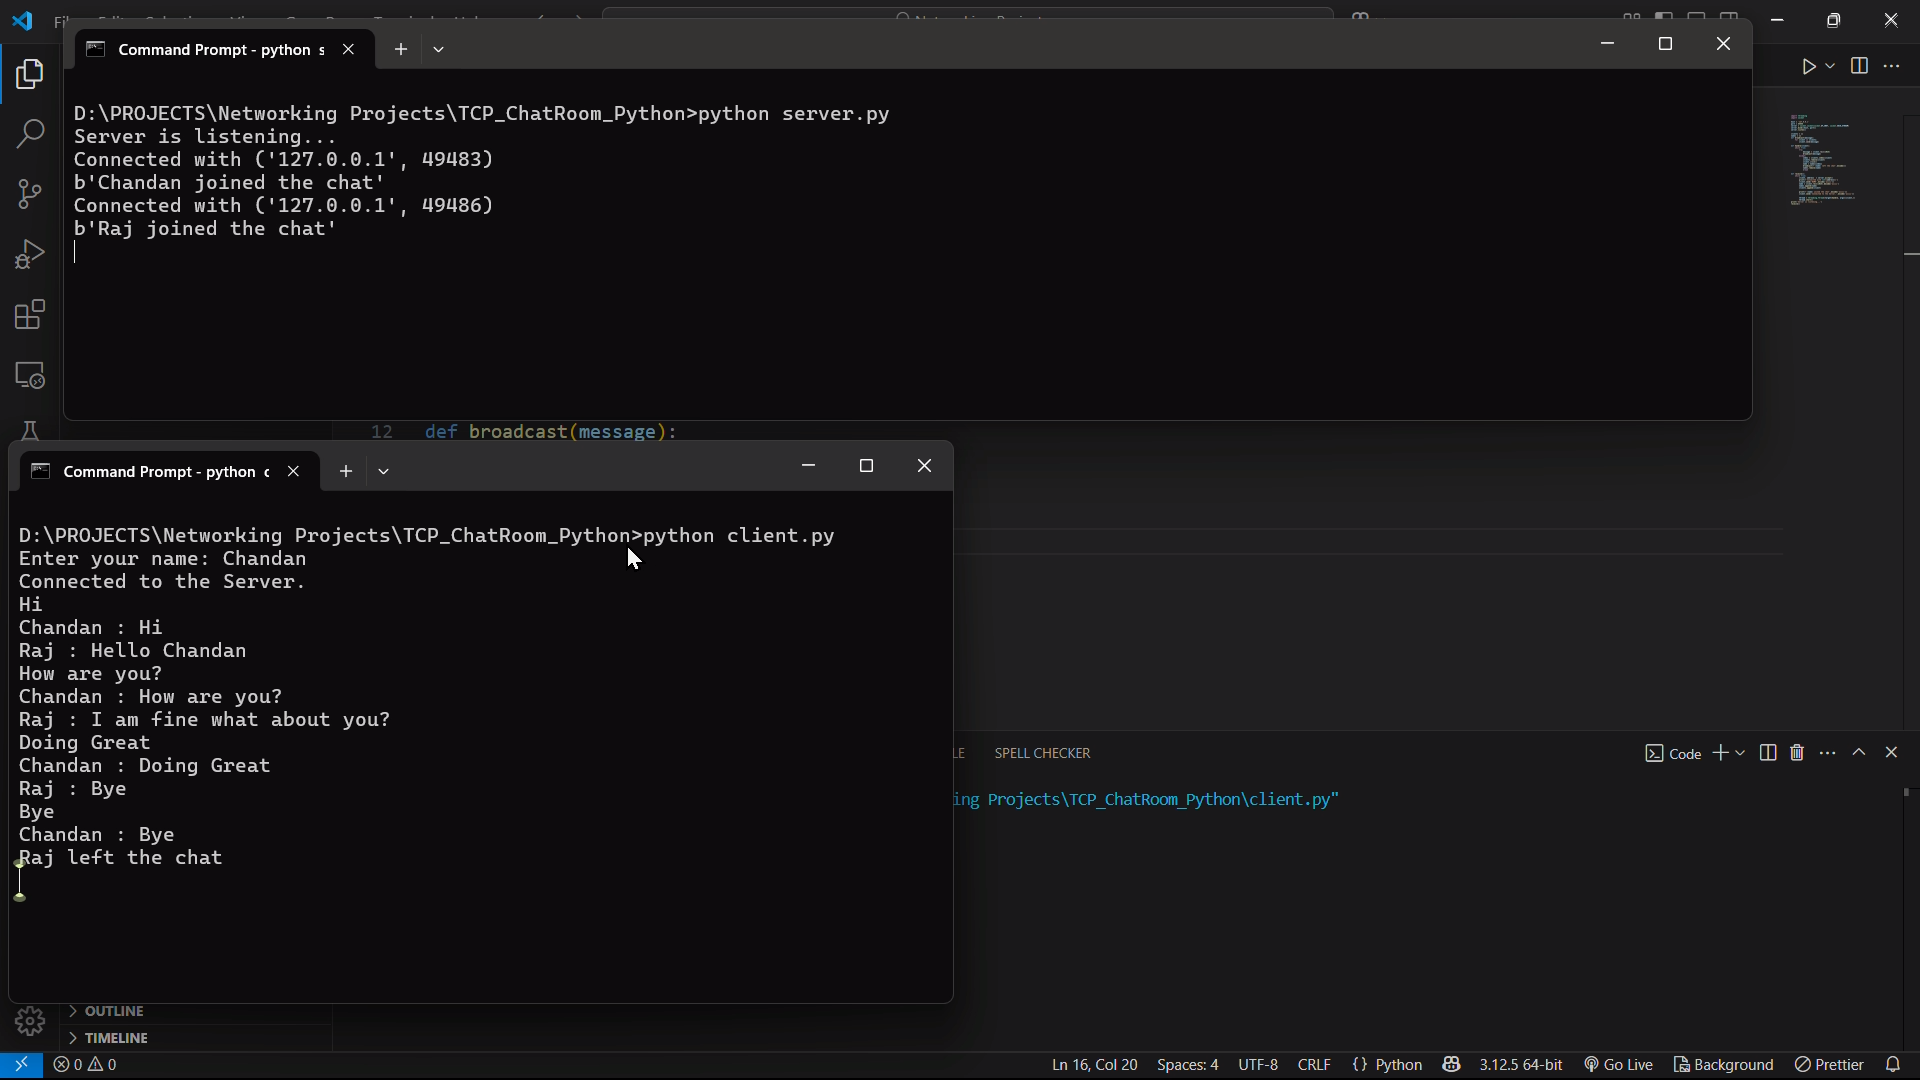 Command Prompt - python s
D:\PROJECTS\Networking Projects\TCP_ChatRoom_Python>python server.py
Server is listening...
Connected with ('127.0.0.1', 49483)
b'Chandan joined the chat'
Connected with ('127.0.0.1', 49486)
b'Raj joined the chat'
12 def broadcast(message):
Command Prompt - python c
D:\PROJECTS\Networking Projects\TCP_ChatRoom_Python>python client.py
Enter your name: Chandan
Connected to the Server.
Hi
Chandan : Hi
Raj : Hello Chandan
How are you?
Chandan : How are you?
Raj : I am fine what about you?
Doing Great
Chandan : Doing Great
Raj : Bye
Bye
Chandan : Bye
Raj left the chat
LE SPELL CHECKER
Code
ing Projects\TCP_ChatRoom_Python\client.py"
OUTLINE
TIMELINE
0 0
Ln 16, Col 20 Spaces: 4 UTF-8 CRLF {} Python 3.12.5 64-bit Go Live Background Prettier